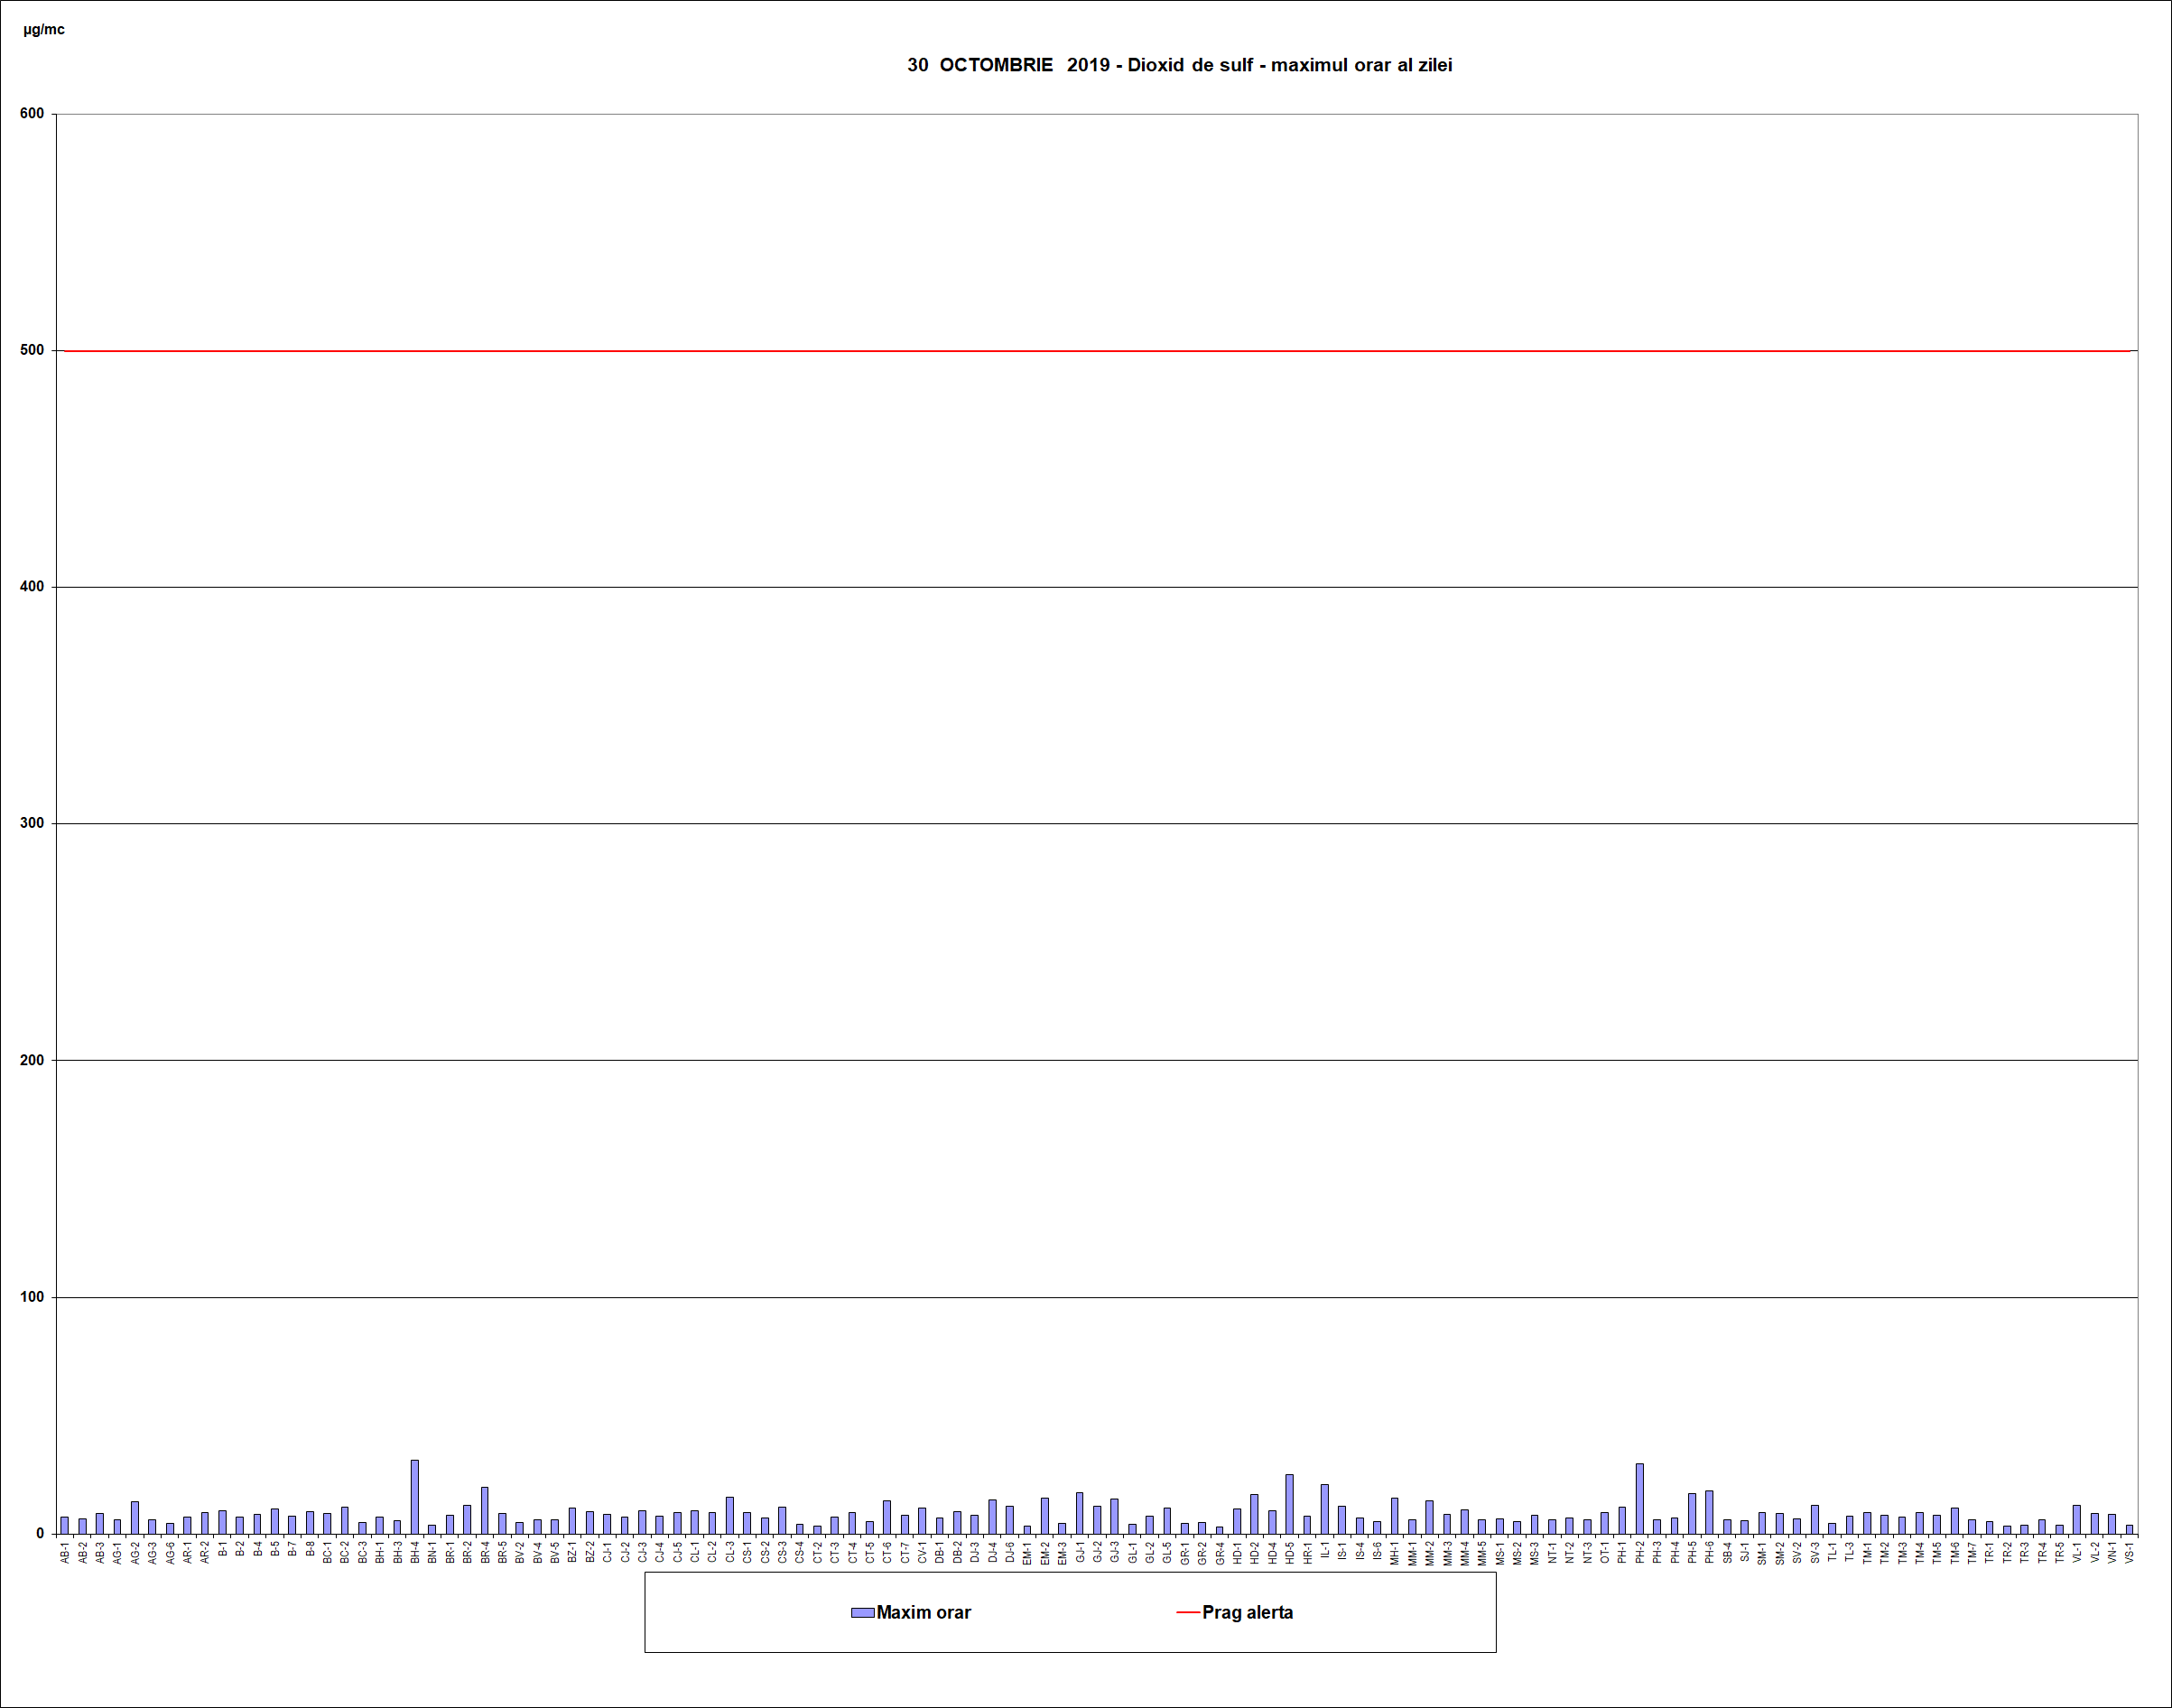 µg/mc
30 OCTOMBRIE 2019 - Dioxid de sulf - maximul orar al zilei
600
500
400
300
200
100
0
AB-1 AB-2 AB-3 AG-1 AG-2 AG-3 AG-6 AR-1 AR-2 B-1 B-2 B-4 B-5 B-7 B-8 BC-1 BC-2 BC-3 BH-1 BH-3 BH-4 BN-1 BR-1 BR-2 BR-4 BR-5 BV-2 BV-4 BV-5 BZ-1 BZ-2 CJ-1 CJ-2 CJ-3 CJ-4 CJ-5 CL-1 CL-2 CL-3 CS-1 CS-2 CS-3 CS-4 CT-2 CT-3 CT-4 CT-5 CT-6 CT-7 CV-1 DB-1 DB-2 DJ-3 DJ-4 DJ-6 EM-1 EM-2 EM-3 GJ-1 GJ-2 GJ-3 GL-1 GL-2 GL-5 GR-1 GR-2 GR-4 HD-1 HD-2 HD-4 HD-5 HR-1 IL-1 IS-1 IS-4 IS-6 MH-1 MM-1 MM-2 MM-3 MM-4 MM-5 MS-1 MS-2 MS-3 NT-1 NT-2 NT-3 OT-1 PH-1 PH-2 PH-3 PH-4 PH-5 PH-6 SB-4 SJ-1 SM-1 SM-2 SV-2 SV-3 TL-1 TL-3 TM-1 TM-2 TM-3 TM-4 TM-5 TM-6 TM-7 TR-1 TR-2 TR-3 TR-4 TR-5 VL-1 VL-2 VN-1 VS-1
Maxim orar Prag alerta